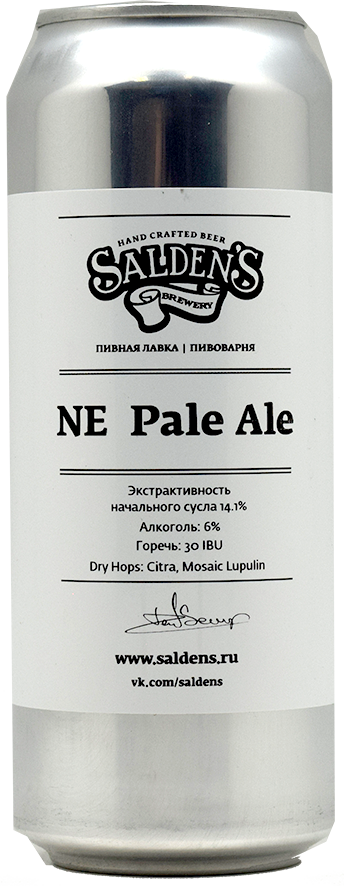 HAND CRAFTED BEER
SALDEN'S
BREWERY
ПИВНАЯ ЛАВКА | ПИВОВАРНЯ
NE Pale Ale
Экстрактивность
начального сусла 14.1%
Алкоголь: 6%
Горечь: 30 IBU
Dry Hops: Citra, Mosaic Lupulin
www.saldens.ru
vk.com/saldens